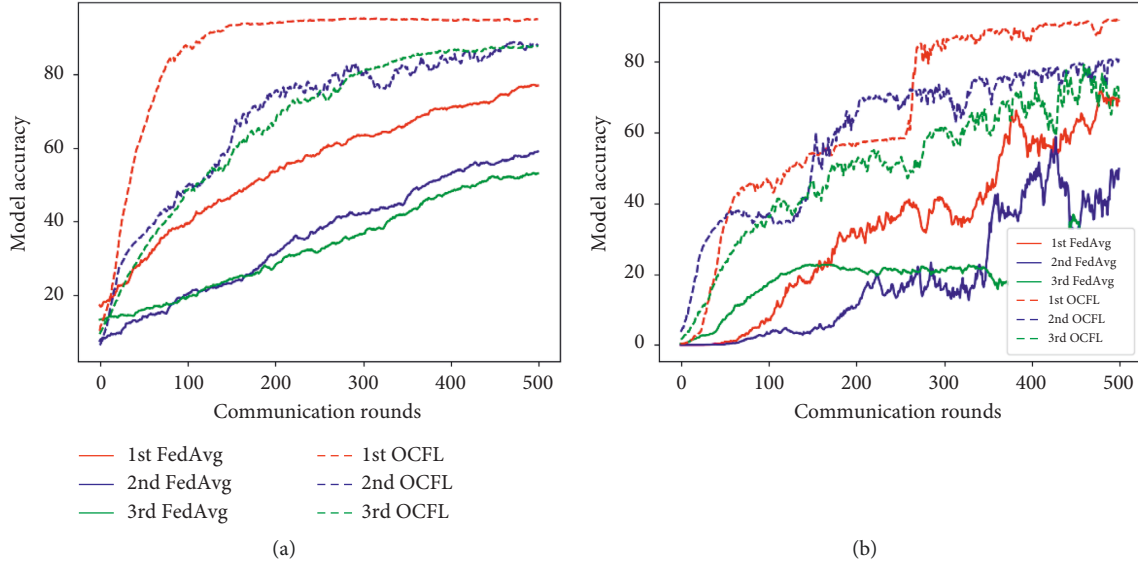 Model accuracy
80
60
40
20
0
100
200
300
400
500
Communication rounds
1st FedAvg
2nd FedAvg
3rd FedAvg
1st OCFL
2nd OCFL
3rd OCFL
(a)
Model accuracy
80
60
40
20
0
0
100
200
300
400
500
Communication rounds
1st FedAvg
2nd FedAvg
3rd FedAvg
1st OCFL
2nd OCFL
3rd OCFL
(b)